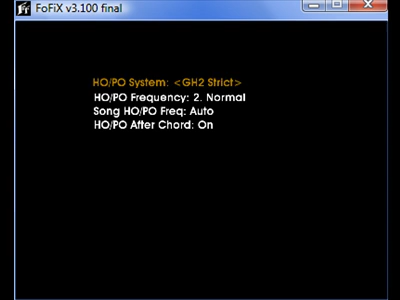 FoFiX v3.100 final
HO/PO System: <GH2 Strict>
HO/PO Frequency: 2. Normal
Song HO/PO Freq: Auto
HO/PO After Chord: On